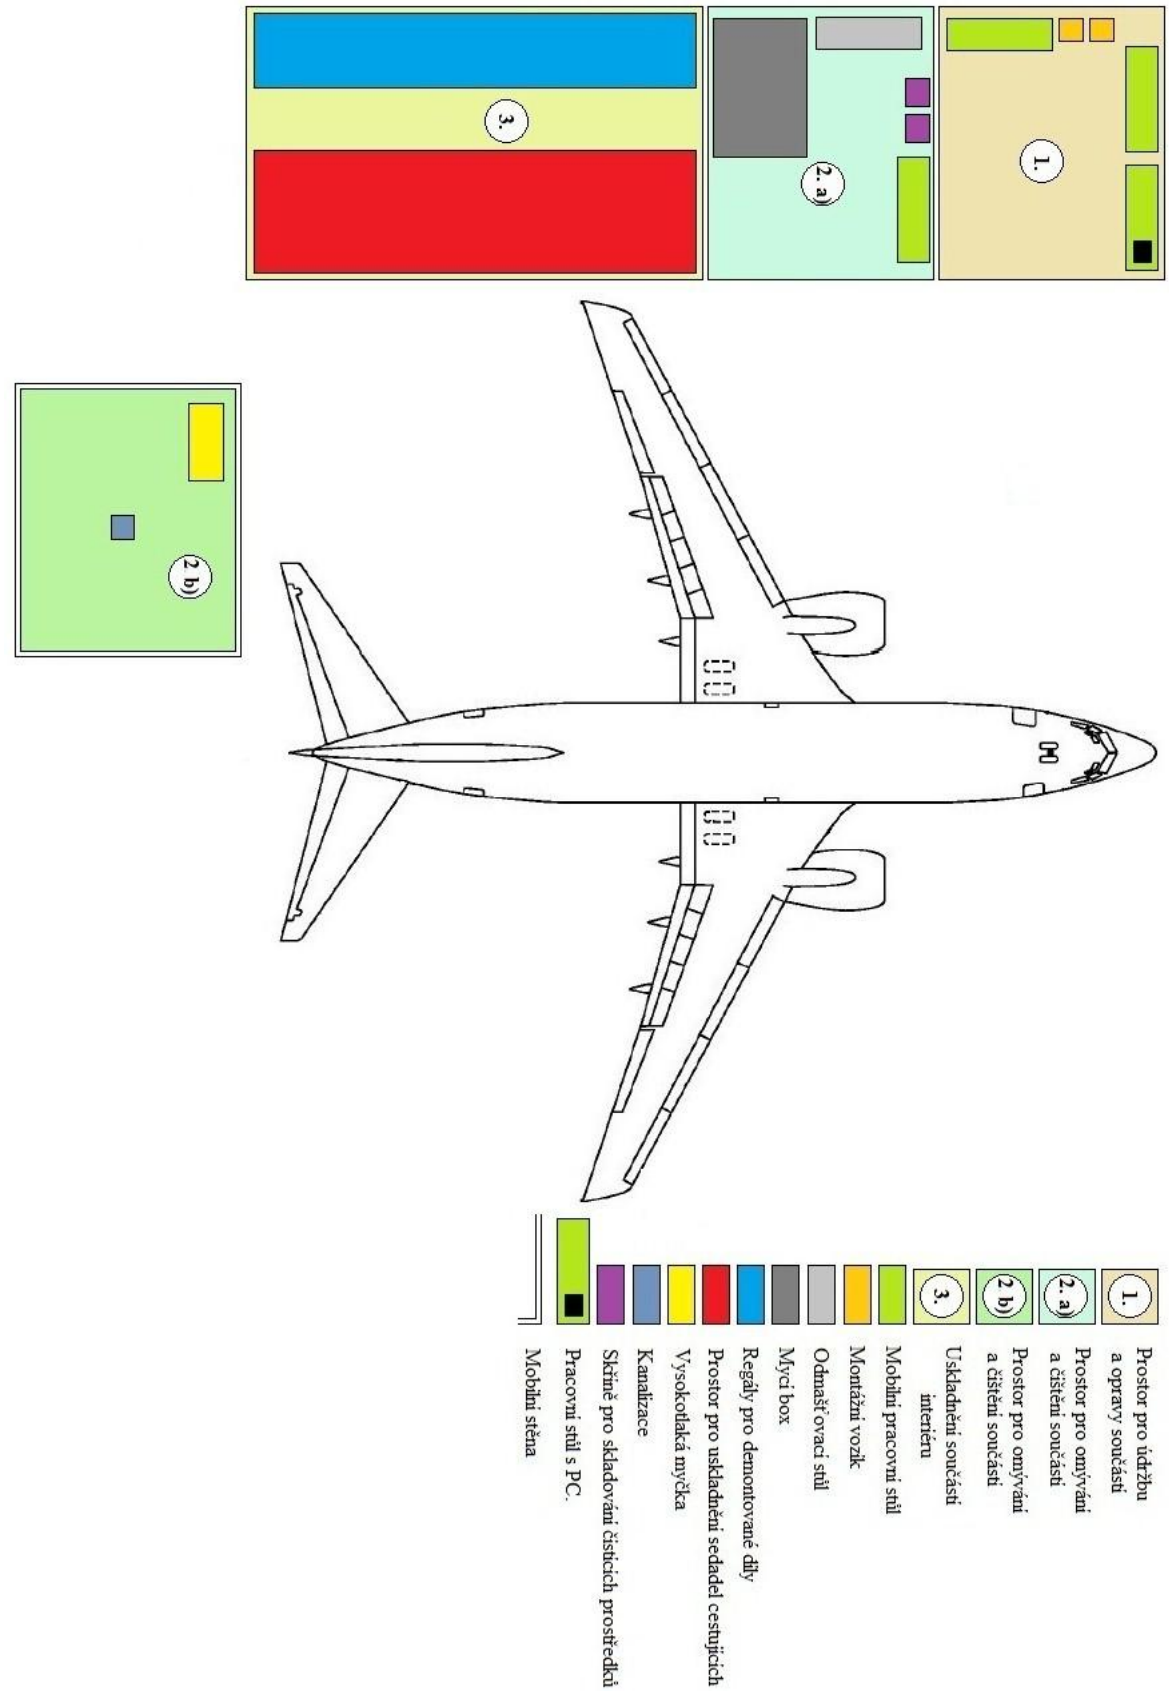 1.
2. a)
3.
2 b)
1.
Prostor pro údržbu
a opravy součástí
2. a)
Prostor pro omývání
a čištění součástí
2 b)
Prostor pro omývání
a čištění součástí
3.
Uskladnění součástí
interiéru
Mobilní pracovní stůl
Montážní vozík
Odmašťovací stůl
Mycí box
Regály pro demontované díly
Prostor pro uskladnění sedadel cestujících
Vysokotlaká myčka
Kanalizace
Skříně pro skladování čistících prostředků
Pracovní stůl s PC.
Mobilní stěna